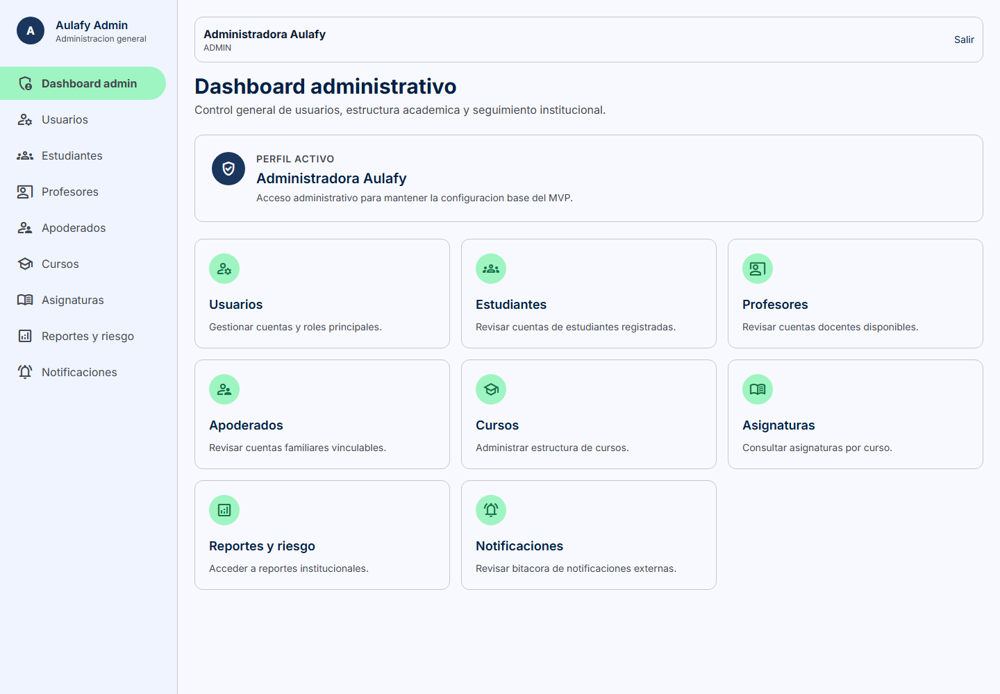 A
Aulafy Admin
Administracion general
Dashboard admin
Usuarios
Estudiantes
Profesores
Apoderados
Cursos
Asignaturas
Reportes y riesgo
Notificaciones
Administradora Aulafy
ADMIN
Salir
Dashboard administrativo
Control general de usuarios, estructura academica y seguimiento institucional.
PERFIL ACTIVO
Administradora Aulafy
Acceso administrativo para mantener la configuracion base del MVP.
Usuarios
Gestionar cuentas y roles principales.
Estudiantes
Revisar cuentas de estudiantes registradas.
Profesores
Revisar cuentas docentes disponibles.
Apoderados
Revisar cuentas familiares vinculables.
Cursos
Administrar estructura de cursos.
Asignaturas
Consultar asignaturas por curso.
Reportes y riesgo
Acceder a reportes institucionales.
Notificaciones
Revisar bitacora de notificaciones externas.